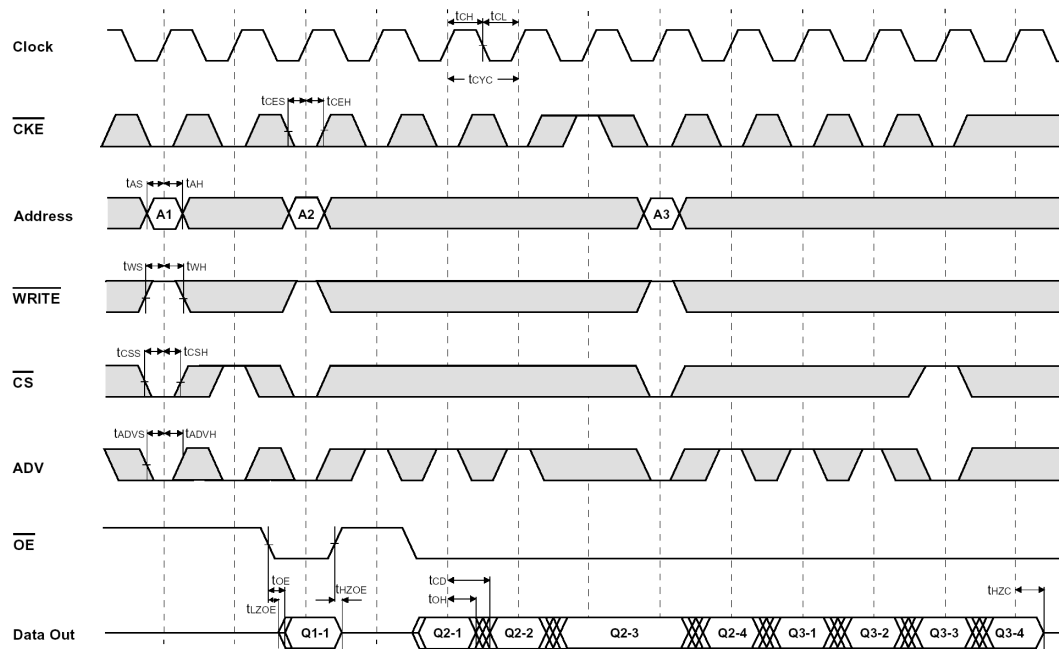 tCH tCL
Clock
tCYC
tCES tCEH
CKE
tAS tAH
Address A1 A2 A3
tWS tWH
WRITE
tCSS tCSH
CS
tADVS tADVH
ADV
OE
tOE tHZOE tCD tHZC
tLZOE tOH
Data Out Q1-1 Q2-1 Q2-2 Q2-3 Q2-4 Q3-1 Q3-2 Q3-3 Q3-4